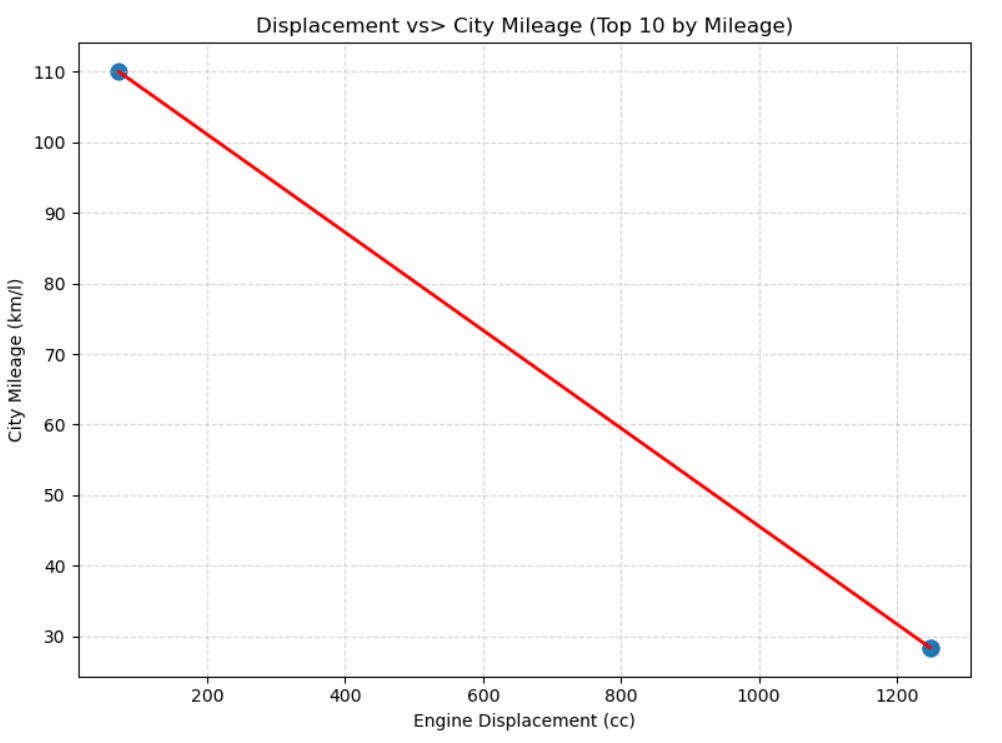 Displacement vs> City Mileage (Top 10 by Mileage)
City Mileage (km/l)
110
100
90
80
70
60
50
40
30
200 400 600 800 1000 1200
Engine Displacement (cc)